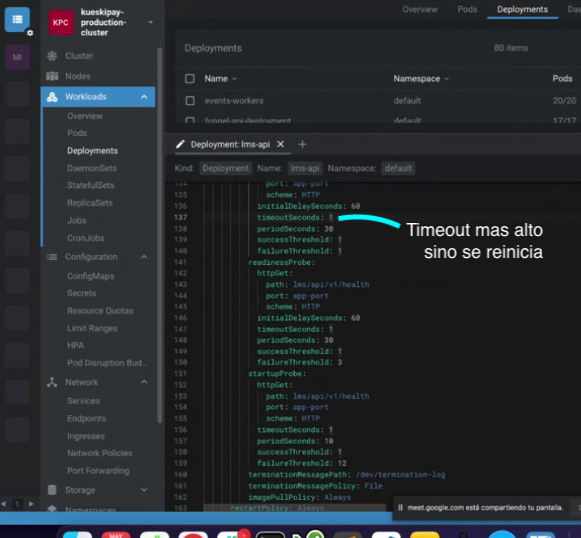 kueskipay-
production-
cluster
KPC
MI
Cluster
Nodes
Workloads
Overview
Pods
Deployments
DaemonSets
StatefulSets
ReplicaSets
Jobs
CronJobs
Configuration
ConfigMaps
Secrets
Resource Quotas
Limit Ranges
HPA
Pod Disruption Bud...
Network
Services
Endpoints
Ingresses
Network Policies
Port Forwarding
Storage
Namespaces
1
Overview Pods Deployments Dae
Deployments 80 items
Name Namespace Pods
events-workers default 20/20
funnel-api-deployment default 17/17
Deployment: lms-api × +
Kind: Deployment Name: lms-api Namespace: default
134 port: app-port
135 scheme: HTTP
136 initialDelaySeconds: 60
137 timeoutSeconds: 1
138 periodSeconds: 30
139 successThreshold: 1
140 failureThreshold: 1
141 readinessProbe:
142 httpGet:
143 path: lms/api/v1/health
144 port: app-port
145 scheme: HTTP
146 initialDelaySeconds: 60
147 timeoutSeconds: 1
148 periodSeconds: 30
149 successThreshold: 1
150 failureThreshold: 3
151 startupProbe:
152 httpGet:
153 path: lms/api/v1/health
154 port: app-port
155 scheme: HTTP
156 timeoutSeconds: 1
157 periodSeconds: 10
158 successThreshold: 1
159 failureThreshold: 12
160 terminationMessagePath: /dev/termination-log
161 terminationMessagePolicy: File
162 imagePullPolicy: Always
163 restartPolicy: Always
Timeout mas alto
sino se reinicia
meet.google.com está compartiendo tu pantalla.
MAY